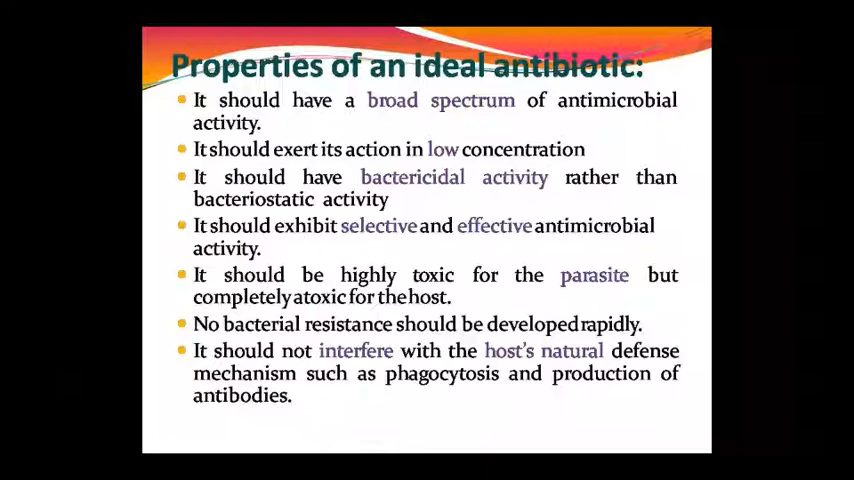 Properties of an ideal antibiotic:
It should have a broad spectrum of antimicrobial
activity.
It should exert its action in low concentration
It should have bactericidal activity rather than
bacteriostatic activity
It should exhibit selective and effective antimicrobial
activity.
It should be highly toxic for the parasite but
completely atoxic for the host.
No bacterial resistance should be developed rapidly.
It should not interfere with the host's natural defense
mechanism such as phagocytosis and production of
antibodies.